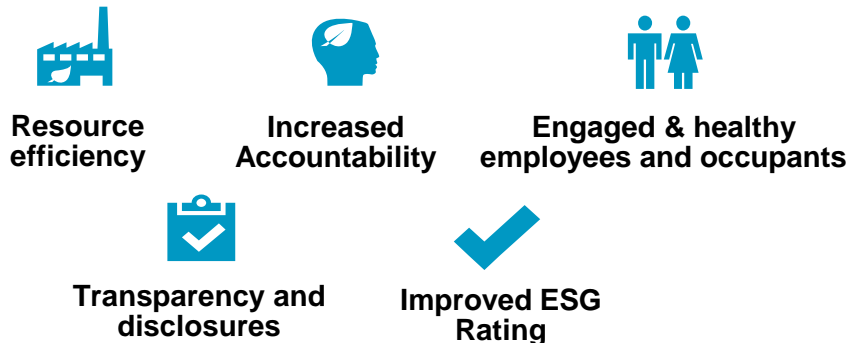 Resource
efficiency
Increased
Accountability
Engaged & healthy
employees and occupants
Transparency and
disclosures
Improved ESG
Rating